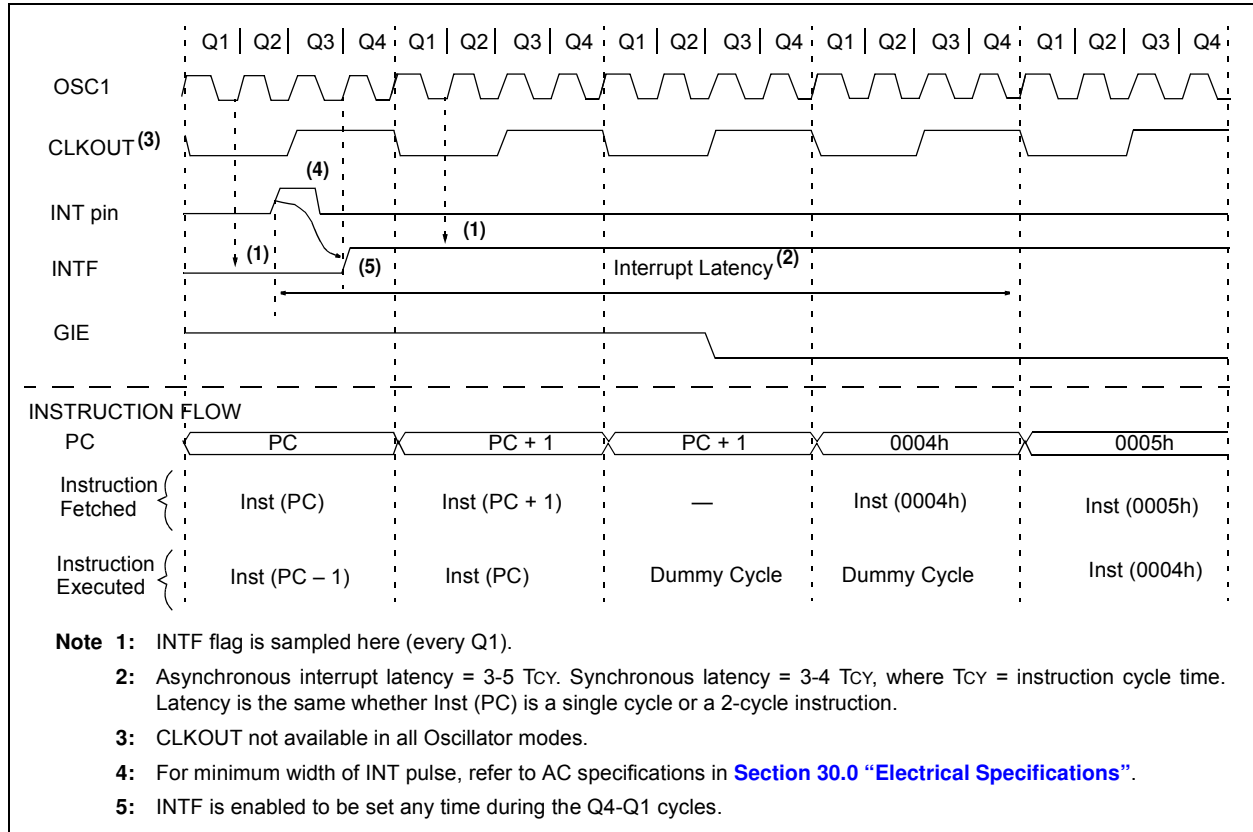 Q1 | Q2 | Q3 | Q4 Q1 | Q2 | Q3 | Q4 Q1 | Q2 | Q3 | Q4 Q1 | Q2 | Q3 | Q4 Q1 | Q2 | Q3 | Q4
OSC1
CLKOUT (3)
(4)
INT pin
(1)
(1)
INTF
(5)
Interrupt Latency (2)
GIE
INSTRUCTION FLOW
PC PC PC + 1 PC + 1 0004h 0005h
Instruction
Fetched
Inst (PC) Inst (PC + 1) — Inst (0004h) Inst (0005h)
Instruction
Executed
Inst (PC – 1) Inst (PC) Dummy Cycle Dummy Cycle Inst (0004h)
Note 1: INTF flag is sampled here (every Q1).
2: Asynchronous interrupt latency = 3-5 TCY. Synchronous latency = 3-4 TCY, where TCY = instruction cycle time.
Latency is the same whether Inst (PC) is a single cycle or a 2-cycle instruction.
3: CLKOUT not available in all Oscillator modes.
4: For minimum width of INT pulse, refer to AC specifications in Section 30.0 “Electrical Specifications”.
5: INTF is enabled to be set any time during the Q4-Q1 cycles.